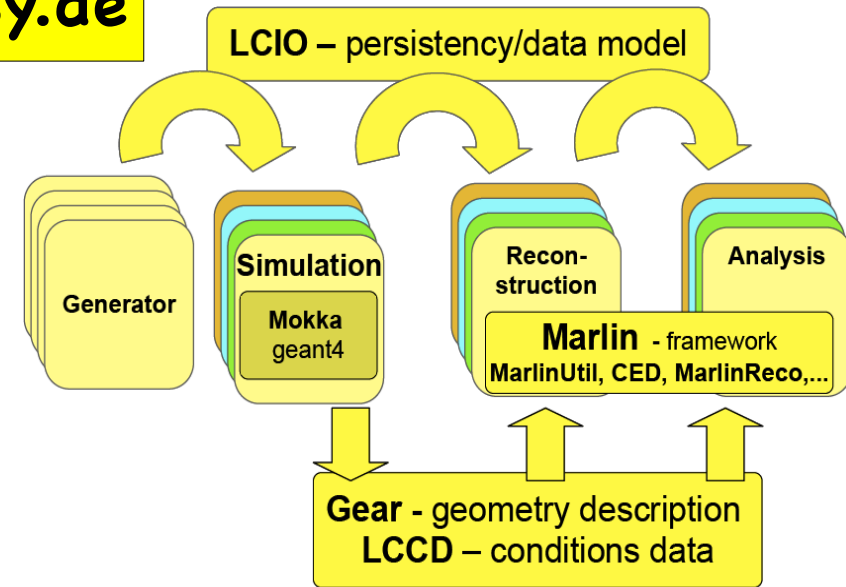 y.de
LCIO – persistency/data model
Generator
Simulation
Mokka
geant4
Recon-
struction
Analysis
Marlin - framework
MarlinUtil, CED, MarlinReco,...
Gear - geometry description
LCCD – conditions data